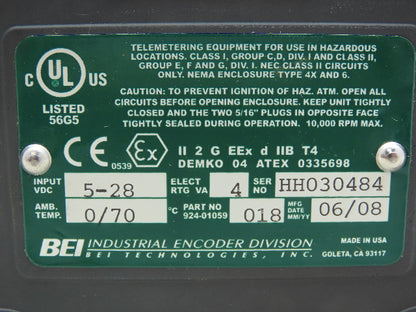 TELEMETERING EQUIPMENT FOR USE IN HAZARDOUS
LOCATIONS. CLASS I, GROUP C,D, DIV. I AND CLASS II,
GROUP E, F AND G, DIV. I. NEC CLASS II CIRCUITS
ONLY. NEMA ENCLOSURE TYPE 4X AND 6.
C UL US
LISTED
56G5
CAUTION: TO PREVENT IGNITION OF HAZ. ATM. OPEN ALL
CIRCUITS BEFORE OPENING ENCLOSURE. KEEP UNIT TIGHTLY
CLOSED AND THE TWO 5/16" PLUGS IN OPPOSITE FACE
TIGHTLY SEALED DURING OPERATION. 10,000 RPM MAX.
CE 0539 Ex II 2 G EEx d IIB T4
DEMKO 04 ATEX 0335698
INPUT VDC 5-28 ELECT RTG VA 4 SER NO HH030484
AMB. TEMP. 0/70 °C PART NO 924-01059 018 MFG DATE MM/YY 06/08
BEI INDUSTRIAL ENCODER DIVISION
BEI TECHNOLOGIES, INC.
MADE IN USA
GOLETA, CA 93117